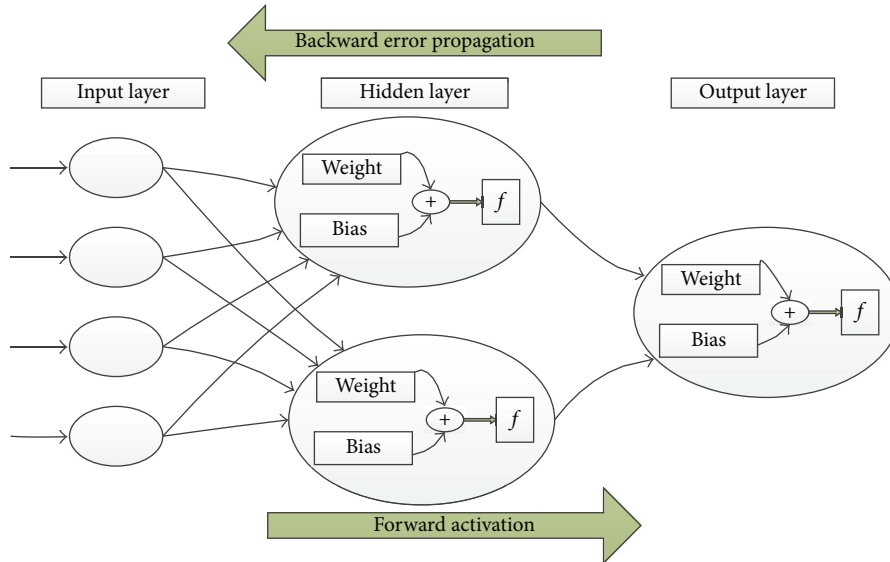 Backward error propagation
Input layer
Hidden layer
Output layer
Weight
+
f
Bias
Weight
+
f
Bias
Weight
+
f
Bias
Forward activation